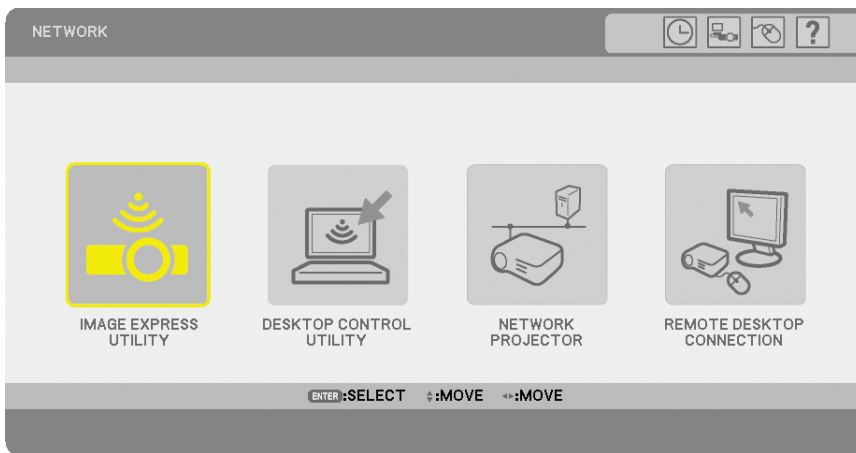 NETWORK
?
IMAGE EXPRESS
UTILITY
DESKTOP CONTROL
UTILITY
NETWORK
PROJECTOR
REMOTE DESKTOP
CONNECTION
ENTER:SELECT :MOVE :MOVE